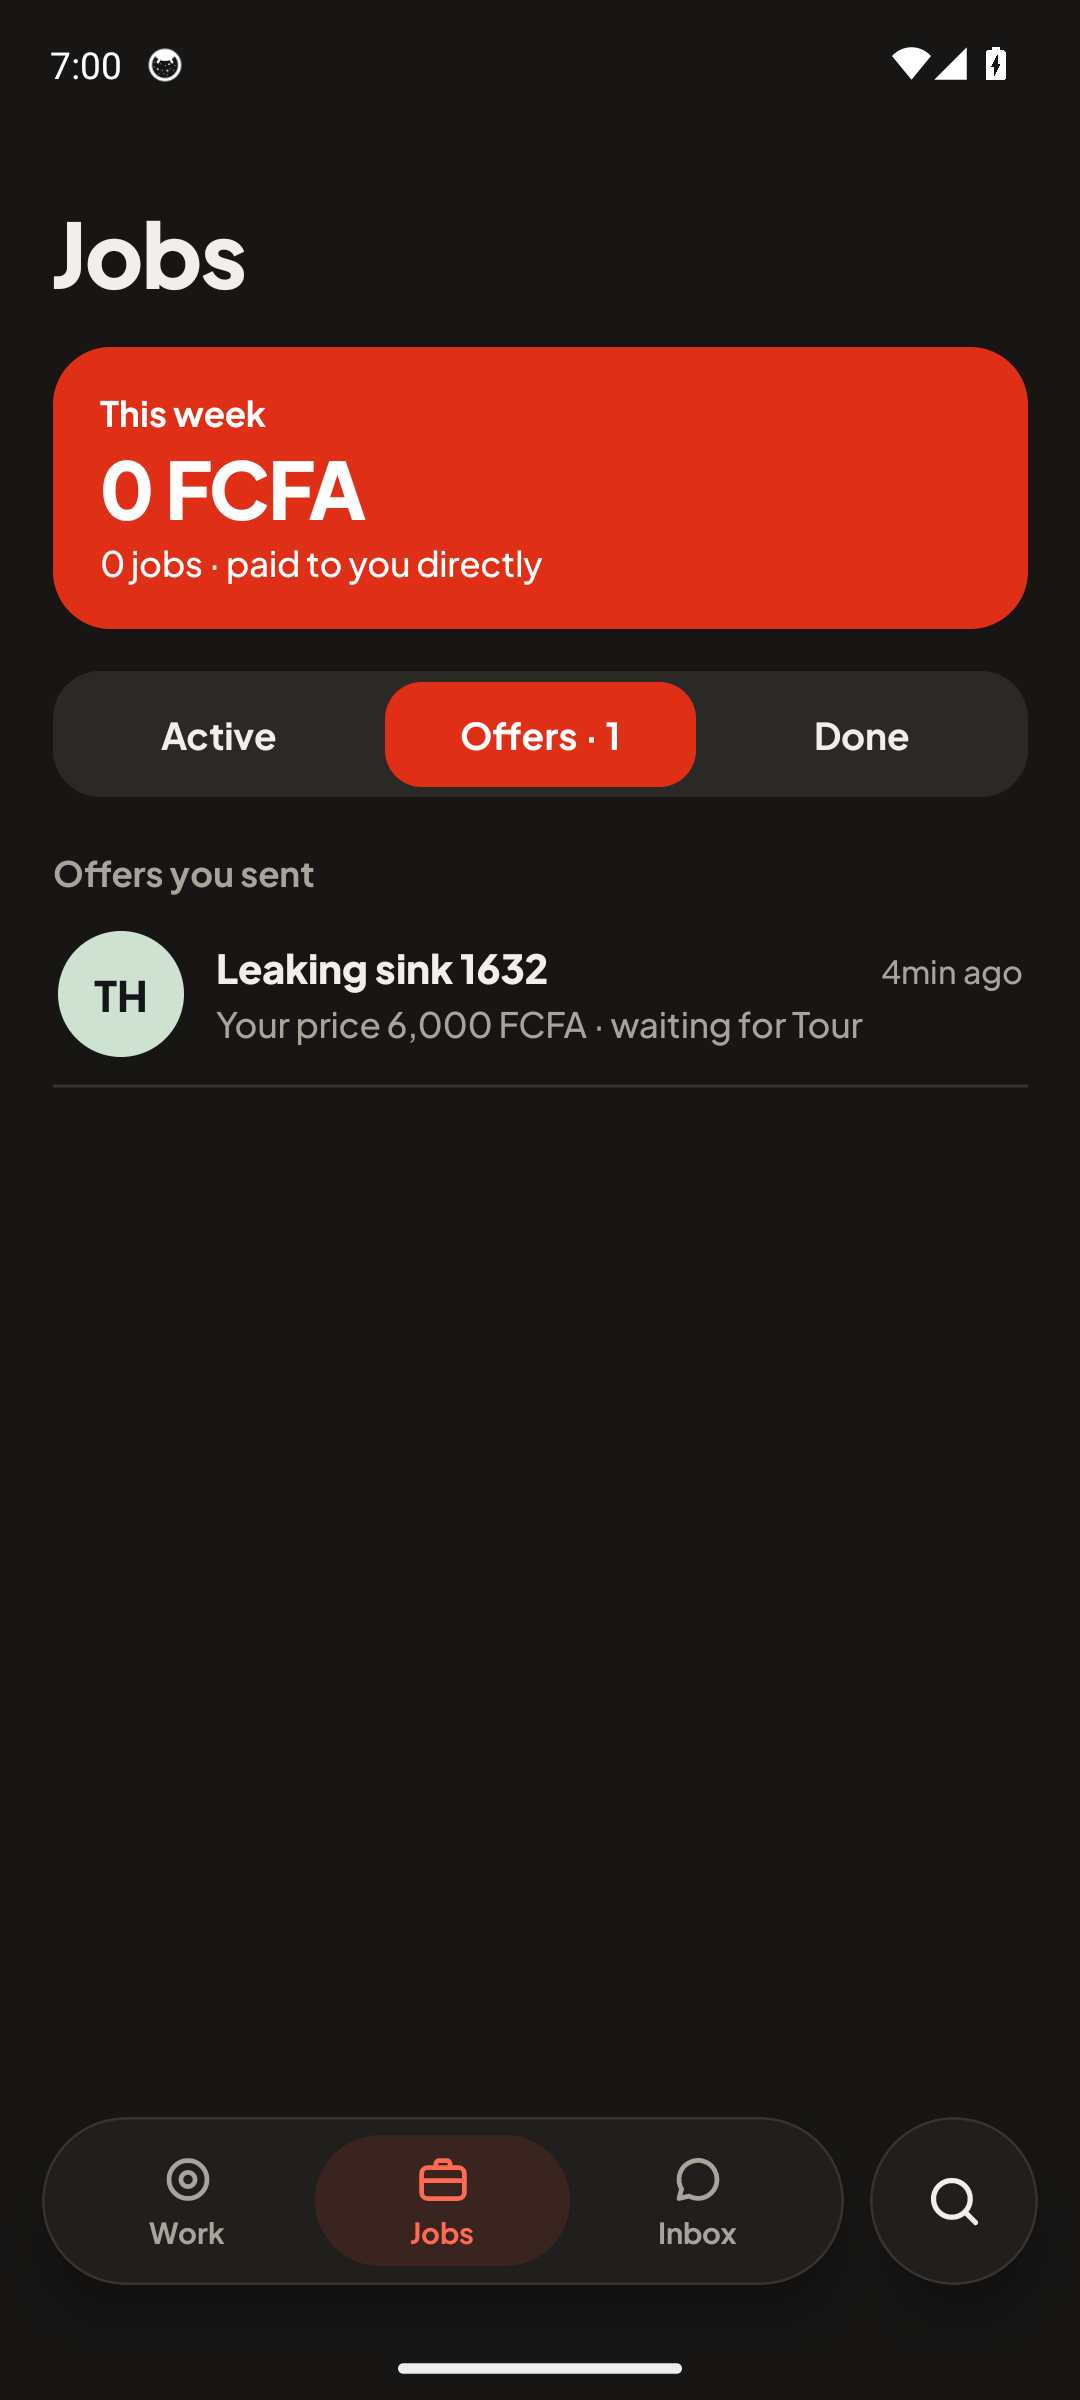 7:00
Jobs
This week
0 FCFA
0 jobs · paid to you directly
Active
Offers · 1
Done
Offers you sent
TH
Leaking sink 1632
4min ago
Your price 6,000 FCFA · waiting for Tour
Work
Jobs
Inbox